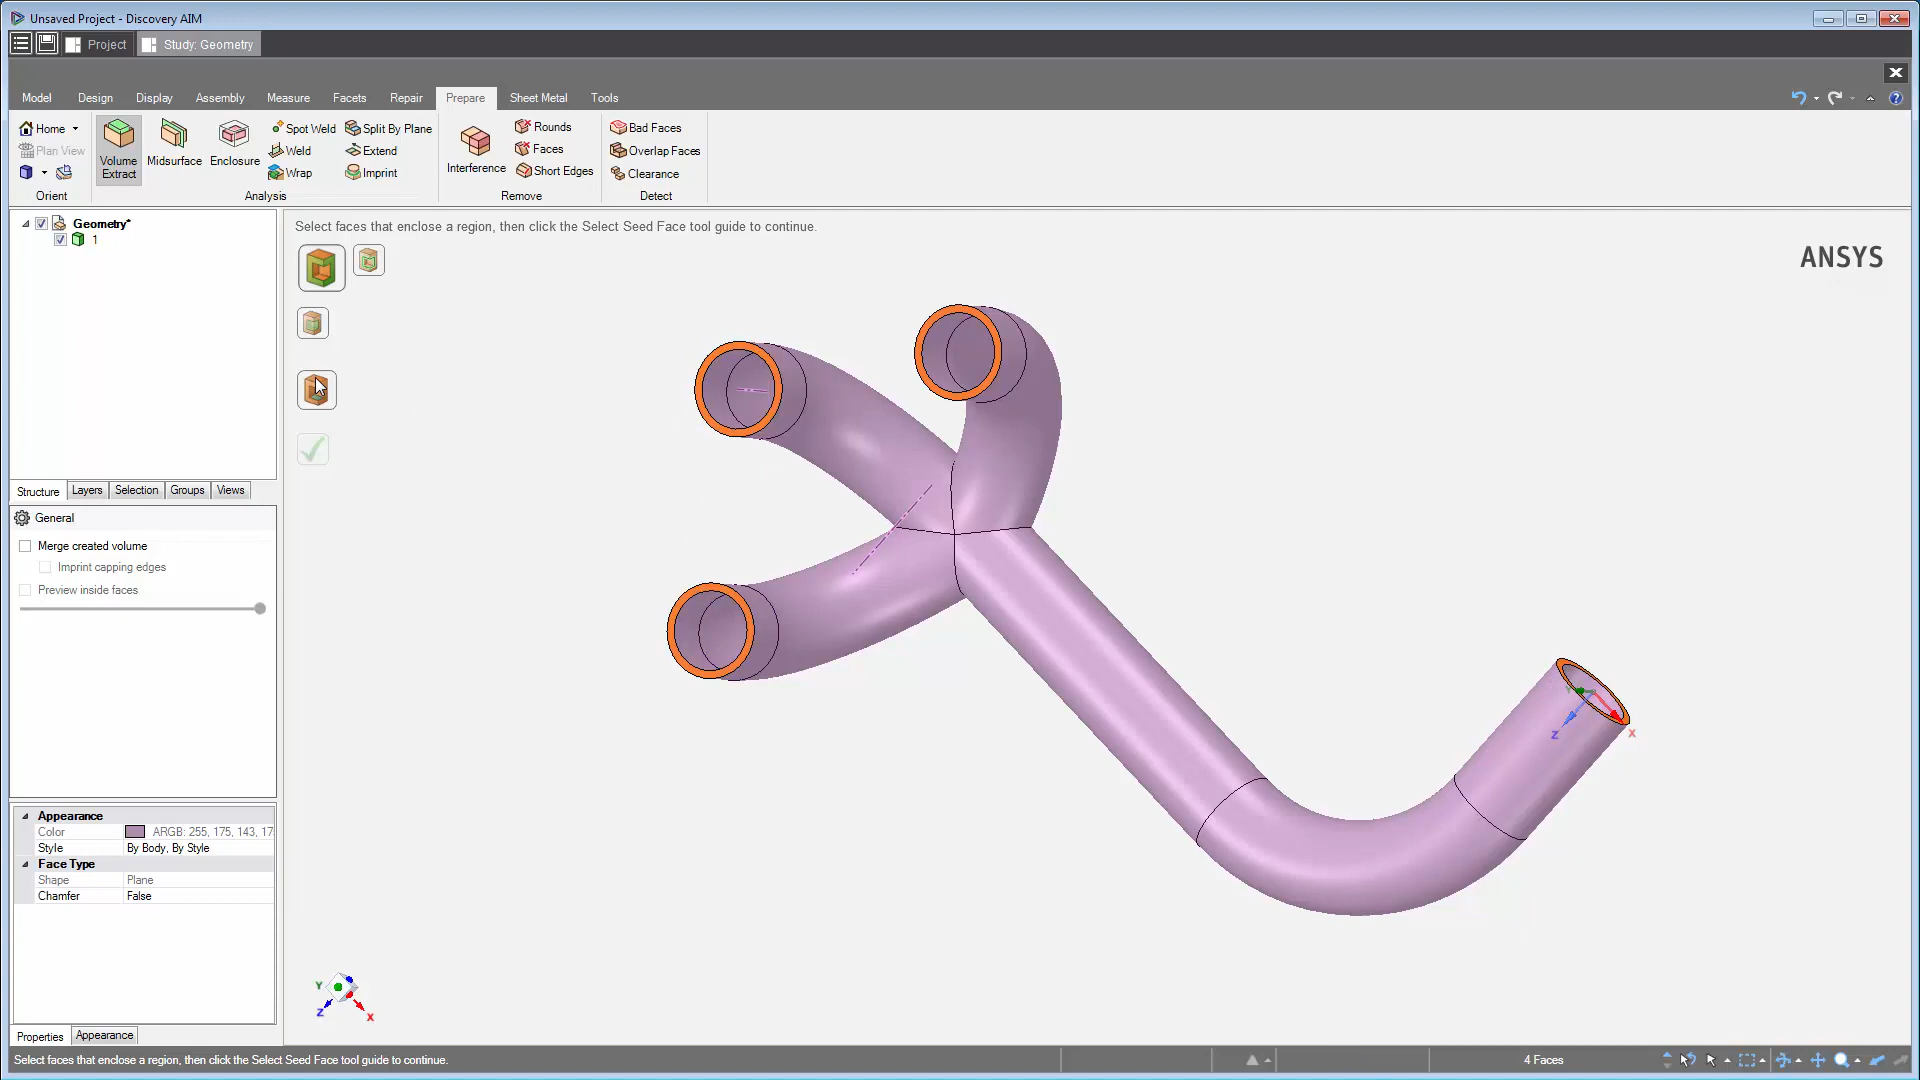 Unsaved Project - Discovery AIM
Project
Study: Geometry
Model Design Display Assembly Measure Facets Repair Prepare Sheet Metal Tools
Home
Plan View
Orient
Volume Extract
Midsurface
Enclosure
Spot Weld
Weld
Wrap
Split By Plane
Extend
Imprint
Analysis
Interference
Rounds
Faces
Short Edges
Remove
Bad Faces
Overlap Faces
Clearance
Detect
Geometry*
1
Select faces that enclose a region, then click the Select Seed Face tool guide to continue.
ANSYS
Structure Layers Selection Groups Views
General
Merge created volume
Imprint capping edges
Preview inside faces
Y
Z
X
Appearance
Color ARGB: 255, 175, 143, 17
Style By Body, By Style
Face Type
Shape Plane
Chamfer False
Y
Z
X
Properties Appearance
Select faces that enclose a region, then click the Select Seed Face tool guide to continue.
4 Faces